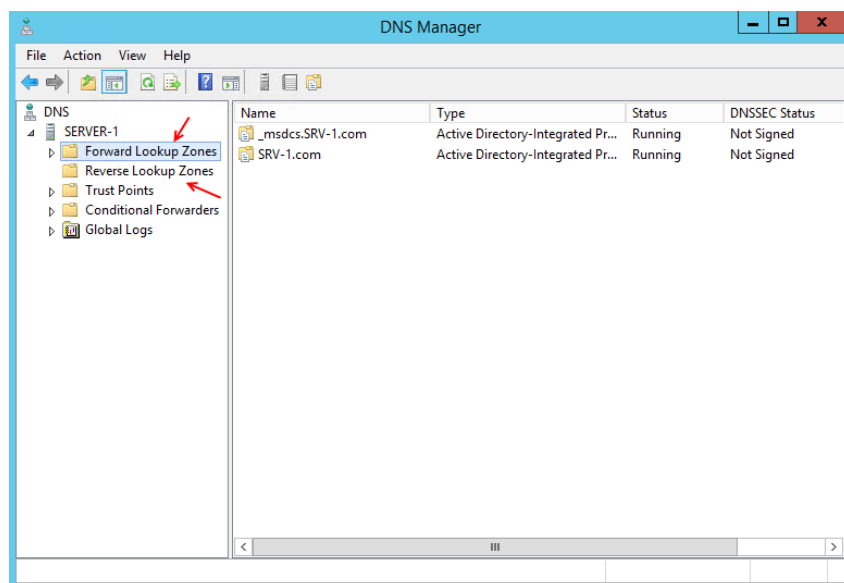 DNS Manager
File Action View Help
DNS
SERVER-1
Forward Lookup Zones
Reverse Lookup Zones
Trust Points
Conditional Forwarders
Global Logs
Name Type Status DNSSEC Status
_msdcs.SRV-1.com Active Directory-Integrated Pr... Running Not Signed
SRV-1.com Active Directory-Integrated Pr... Running Not Signed